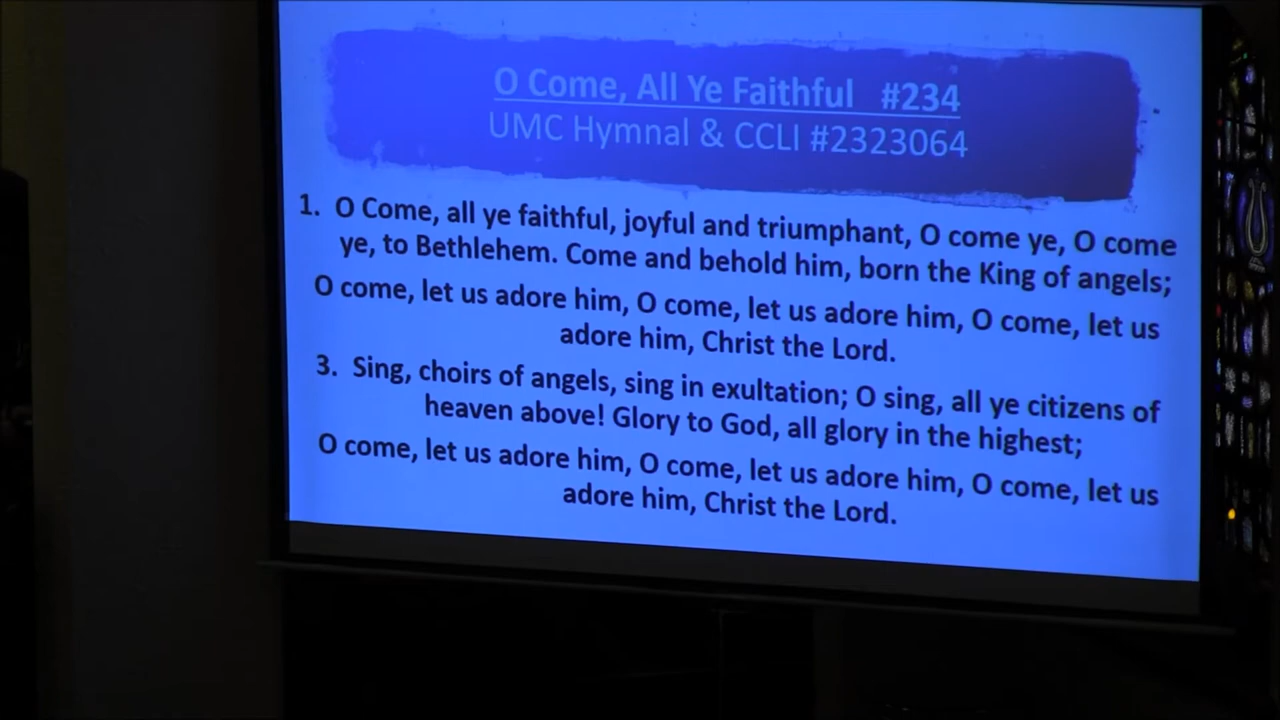 O Come, All Ye Faithful #234
UMC Hymnal & CCLI #2323064
1. O Come, all ye faithful, joyful and triumphant, O come ye, O come
ye, to Bethlehem. Come and behold him, born the King of angels;
O come, let us adore him, O come, let us adore him, O come, let us
adore him, Christ the Lord.
3. Sing, choirs of angels, sing in exultation; O sing, all ye citizens of
heaven above! Glory to God, all glory in the highest;
O come, let us adore him, O come, let us adore him, O come, let us
adore him, Christ the Lord.